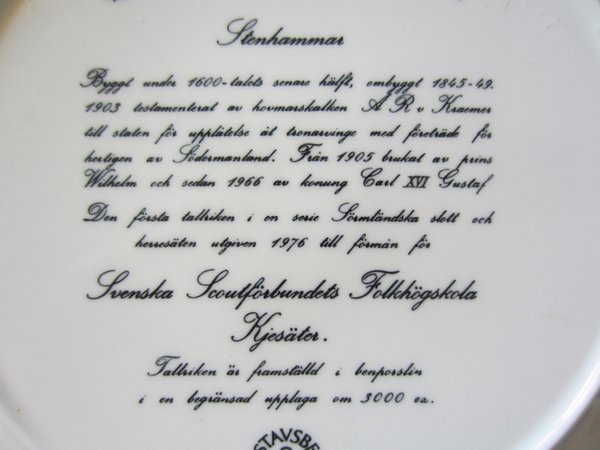 Stenhammar
Byggt under 1600-talets senare hälft, ombyggt 1845-49.
1903 testamenterat av hovmarskalken A R v Kraemer
till staten för upplåtelse åt tronarvinge med företräde för
hertigen av Södermanland. Från 1905 brukat av prins
Wilhelm och sedan 1966 av konung Carl XVI Gustaf
Den första tallriken i en serie Sörmländska slott och
herresäten utgiven 1976 till förmån för
Svenska Scoutförbundets Folkhögskola
Kjesäter.
Tallriken är framställd i benporslin
i en begränsad upplaga om 3000 ex.
STAVSBE